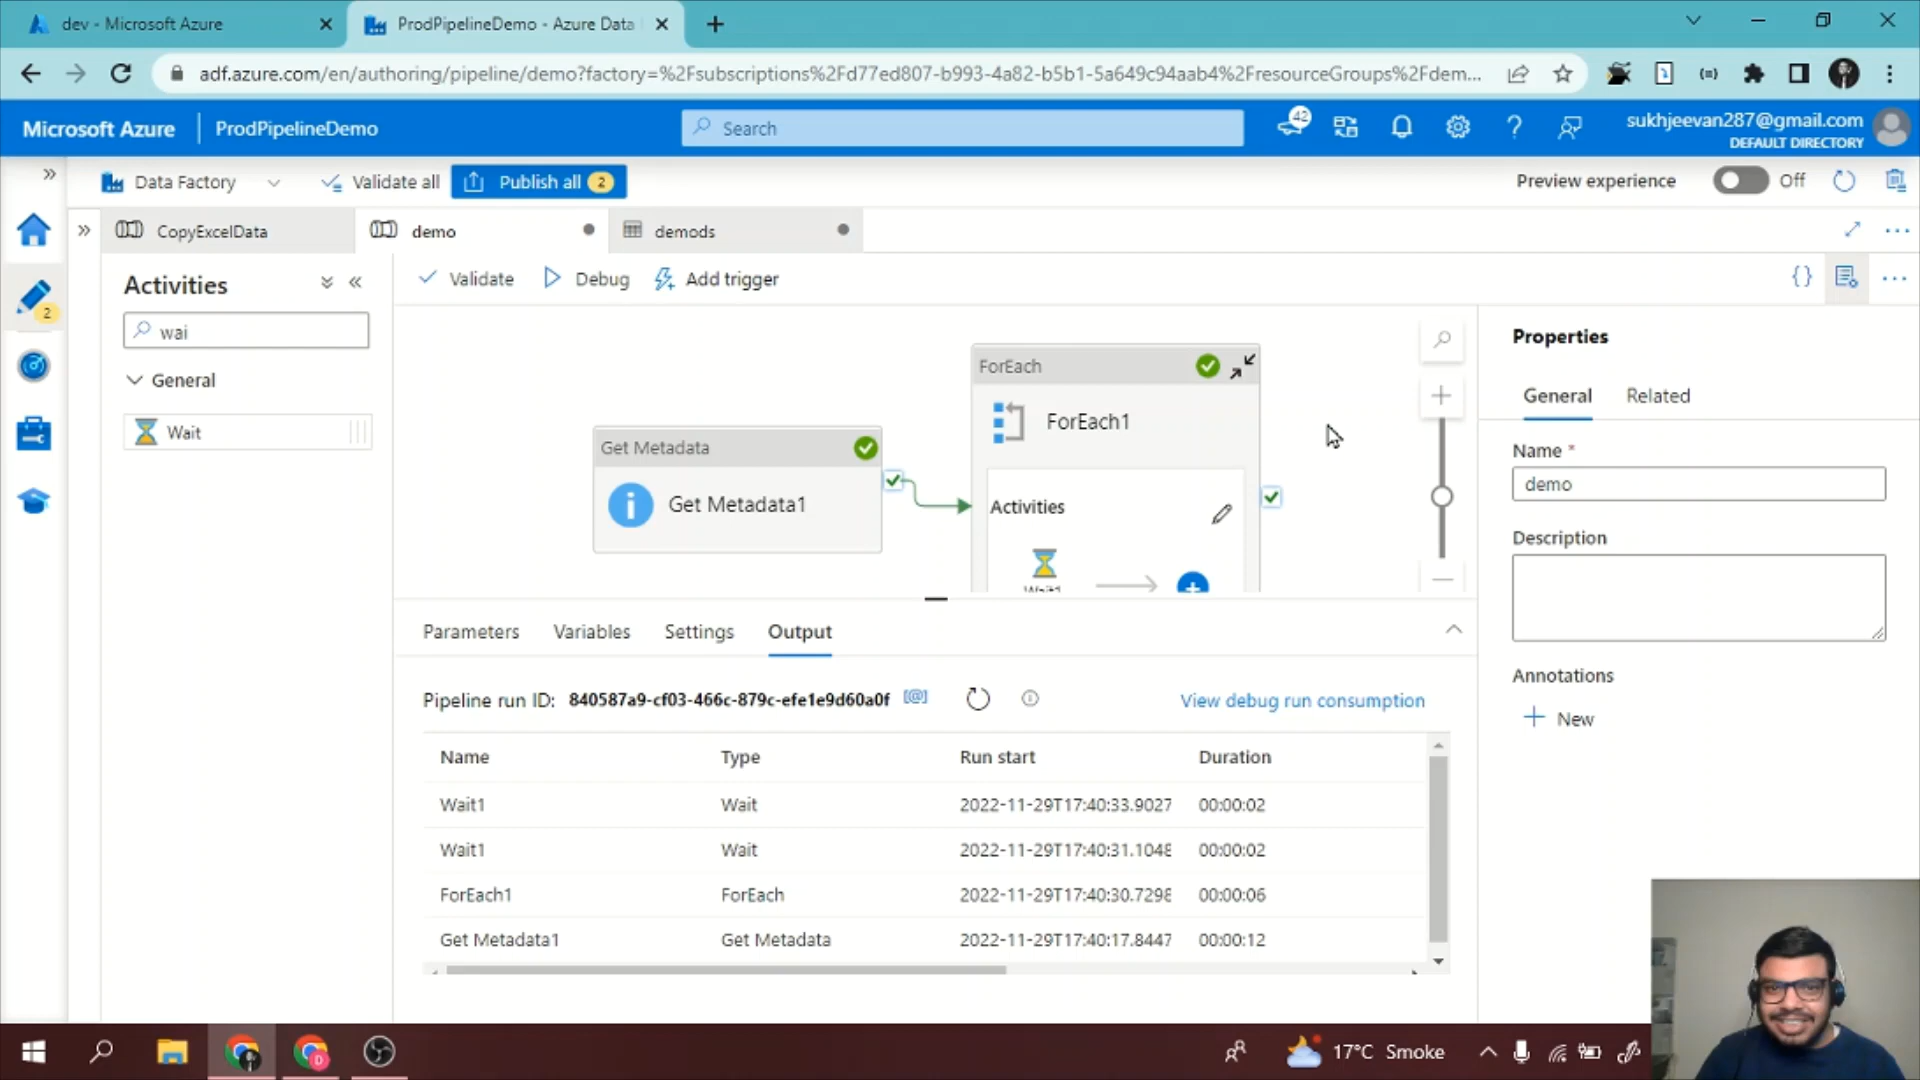 dev - Microsoft Azure
ProdPipelineDemo - Azure Data
adf.azure.com/en/authoring/pipeline/demo?factory=%2Fsubscriptions%2Fd77ed807-b993-4a82-b5b1-5a649c94aab4%2FresourceGroups%2Fdem...
Microsoft Azure
ProdPipelineDemo
Search
42
sukhjeevan287@gmail.com
DEFAULT DIRECTORY
Data Factory
Validate all
Publish all 2
Preview experience
Off
CopyExcelData
demo
demods
Activities
Validate
Debug
Add trigger
2
wai
General
Wait
ForEach
ForEach1
Get Metadata
Get Metadata1
Activities
Wait1
Properties
General
Related
Name *
demo
Description
Annotations
New
Parameters
Variables
Settings
Output
Pipeline run ID: 840587a9-cf03-466c-879c-efe1e9d60a0f
View debug run consumption
Name Type Run start Duration
Wait1 Wait 2022-11-29T17:40:33.9027 00:00:02
Wait1 Wait 2022-11-29T17:40:31.1048 00:00:02
ForEach1 ForEach 2022-11-29T17:40:30.7298 00:00:06
Get Metadata1 Get Metadata 2022-11-29T17:40:17.8447 00:00:12
17°C Smoke